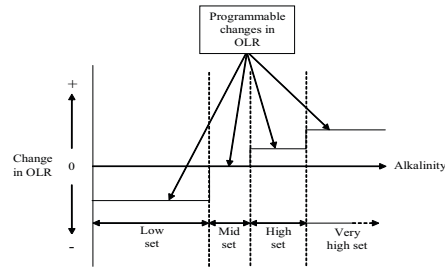 Programmable
changes in
OLR
+
Change
in OLR
0
Alkalinity
-
Low
set
Mid
set
High
set
Very
high set